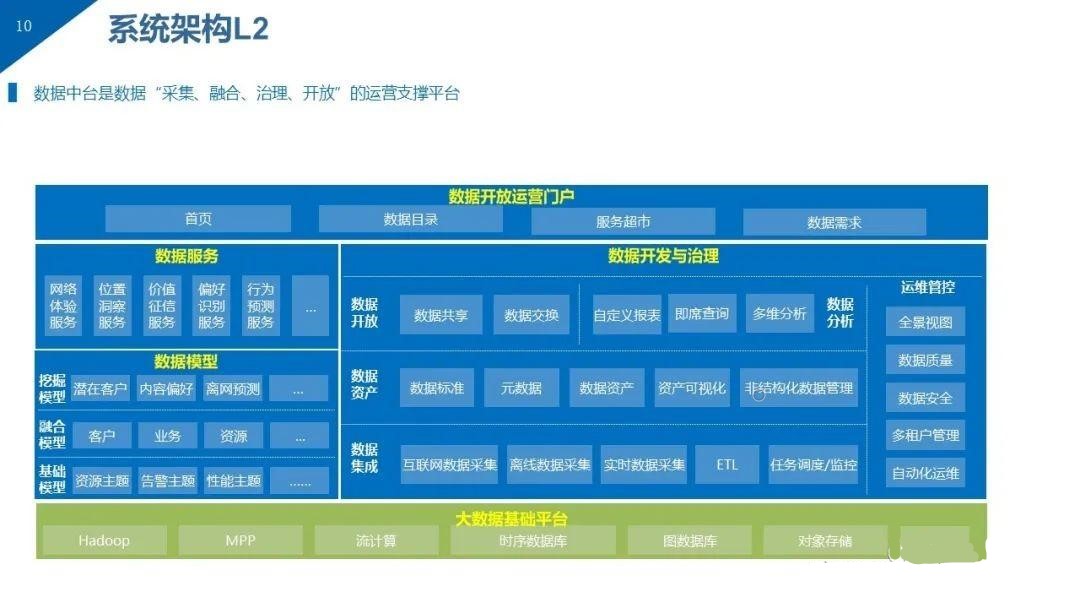 10
系统架构L2
数据中台是数据“采集、融合、治理、开放”的运营支撑平台
数据开放运营门户
首页
数据目录
服务超市
数据需求
数据服务
网络
体验
服务
位置
洞察
服务
价值
征信
服务
偏好
识别
服务
行为
预测
服务
...
数据模型
挖掘
模型
潜在客户
内容偏好
离网预测
...
融合
模型
客户
业务
资源
...
基础
模型
资源主题
告警主题
性能主题
......
数据开发与治理
数据
开放
数据共享
数据交换
自定义报表
即席查询
多维分析
数据
分析
数据
资产
数据标准
元数据
数据资产
资产可视化
非结构化数据管理
数据
集成
互联网数据采集
离线数据采集
实时数据采集
ETL
任务调度/监控
运维管控
全景视图
数据质量
数据安全
多租户管理
自动化运维
大数据基础平台
Hadoop
MPP
流计算
时序数据库
图数据库
对象存储